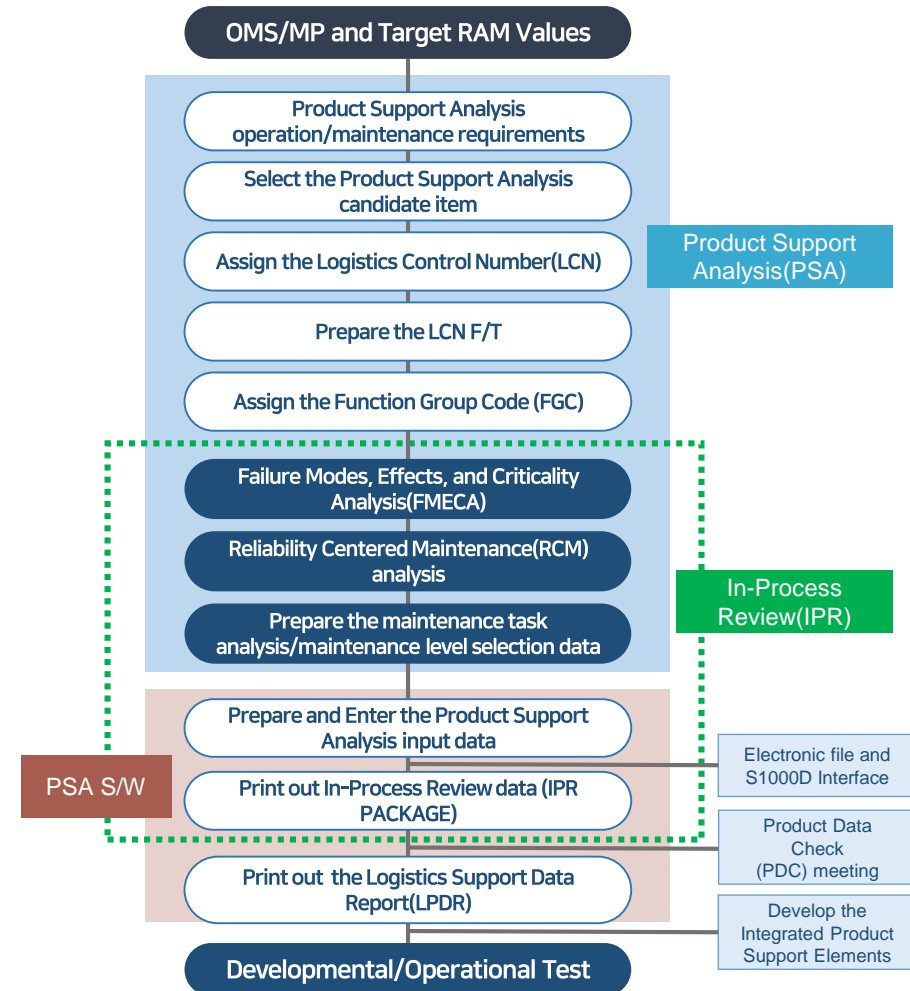 OMS/MP and Target RAM Values
Product Support Analysis
operation/maintenance requirements
Select the Product Support Analysis
candidate item
Assign the Logistics Control Number(LCN)
Product Support
Analysis(PSA)
Prepare the LCN F/T
Assign the Function Group Code (FGC)
Failure Modes, Effects, and Criticality
Analysis(FMECA)
Reliability Centered Maintenance(RCM)
analysis
In-Process
Review(IPR)
Prepare the maintenance task
analysis/maintenance level selection data
Prepare and Enter the Product Support
Analysis input data
Electronic file and
S1000D Interface
PSA S/W
Print out In-Process Review data (IPR
PACKAGE)
Product Data
Check
(PDC) meeting
Print out the Logistics Support Data
Report(LPDR)
Develop the
Integrated Product
Support Elements
Developmental/Operational Test